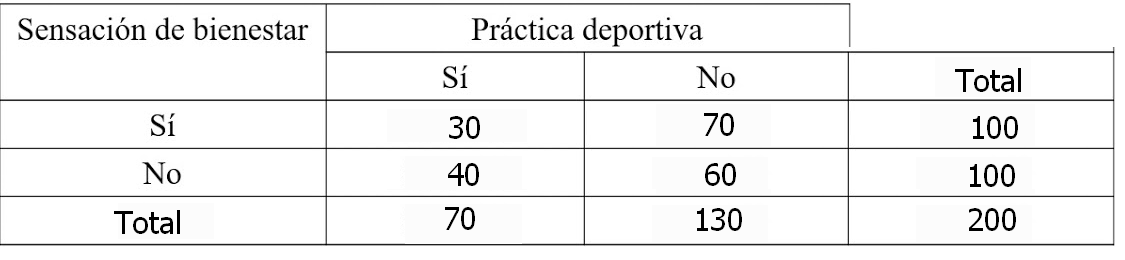 Sensación de bienestar Práctica deportiva
Sí No Total
Sí 30 70 100
No 40 60 100
Total 70 130 200